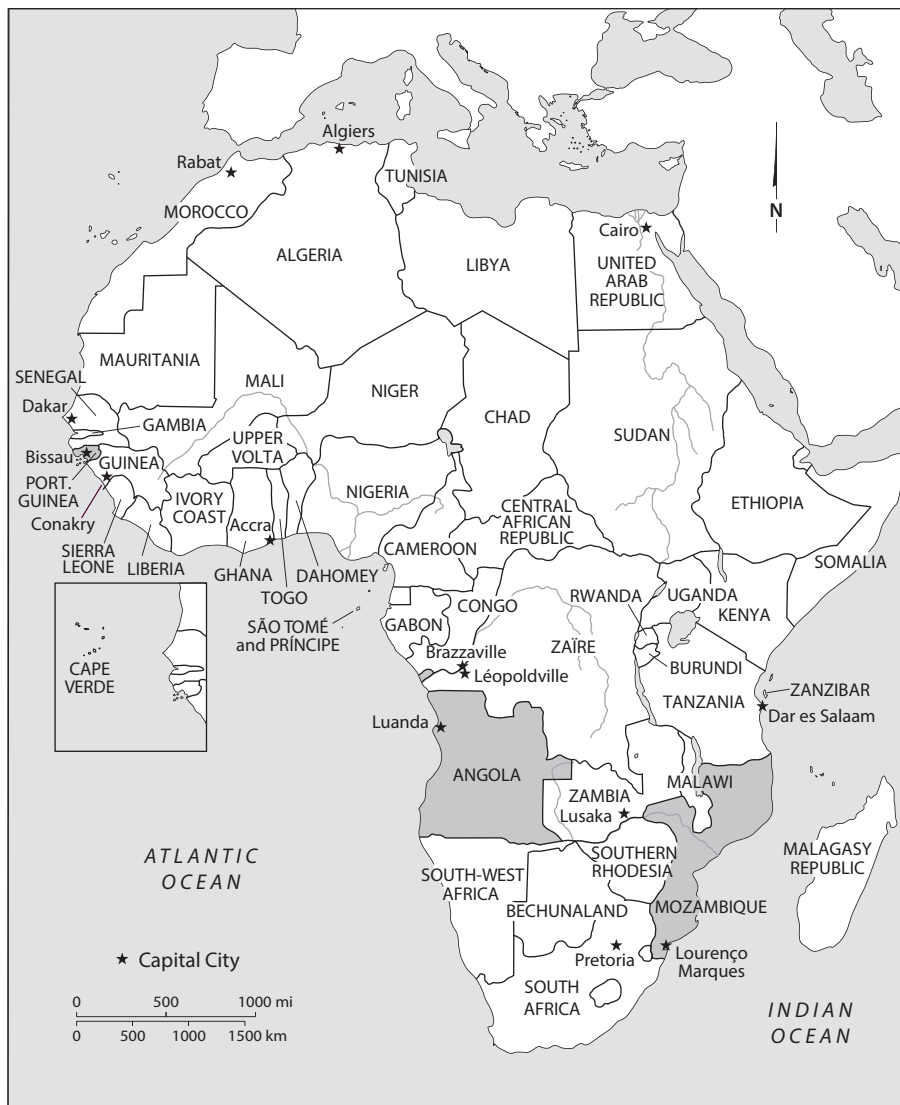 Algiers
Rabat
TUNISIA
MOROCCO
N
Cairo
ALGERIA
LIBYA
UNITED
ARAB
REPUBLIC
MAURITANIA
SENEGAL
MALI
NIGER
Dakar
CHAD
GAMBIA
SUDAN
UPPER
VOLTA
Bissau
GUINEA
PORT.
GUINEA
NIGERIA
IVORY
COAST
ETHIOPIA
Conakry
Accra
CENTRAL
AFRICAN
REPUBLIC
SIERRA
LEONE
CAMEROON
LIBERIA
GHANA
DAHOMEY
SOMALIA
TOGO
RWANDA
UGANDA
KENYA
CONGO
GABON
SÃO TOMÉ
and PRÍNCIPE
ZAÏRE
Brazzaville
Léopoldville
BURUNDI
CAPE
VERDE
TANZANIA
ZANZIBAR
Dar es Salaam
Luanda
ANGOLA
MALAWI
ZAMBIA
Lusaka
ATLANTIC
OCEAN
SOUTHERN
RHODESIA
MALAGASY
REPUBLIC
SOUTH-WEST
AFRICA
BECHUNALAND
MOZAMBIQUE
Capital City
Pretoria
Lourenço
Marques
SOUTH
AFRICA
0 500 1000 mi
0 500 1000 1500 km
INDIAN
OCEAN